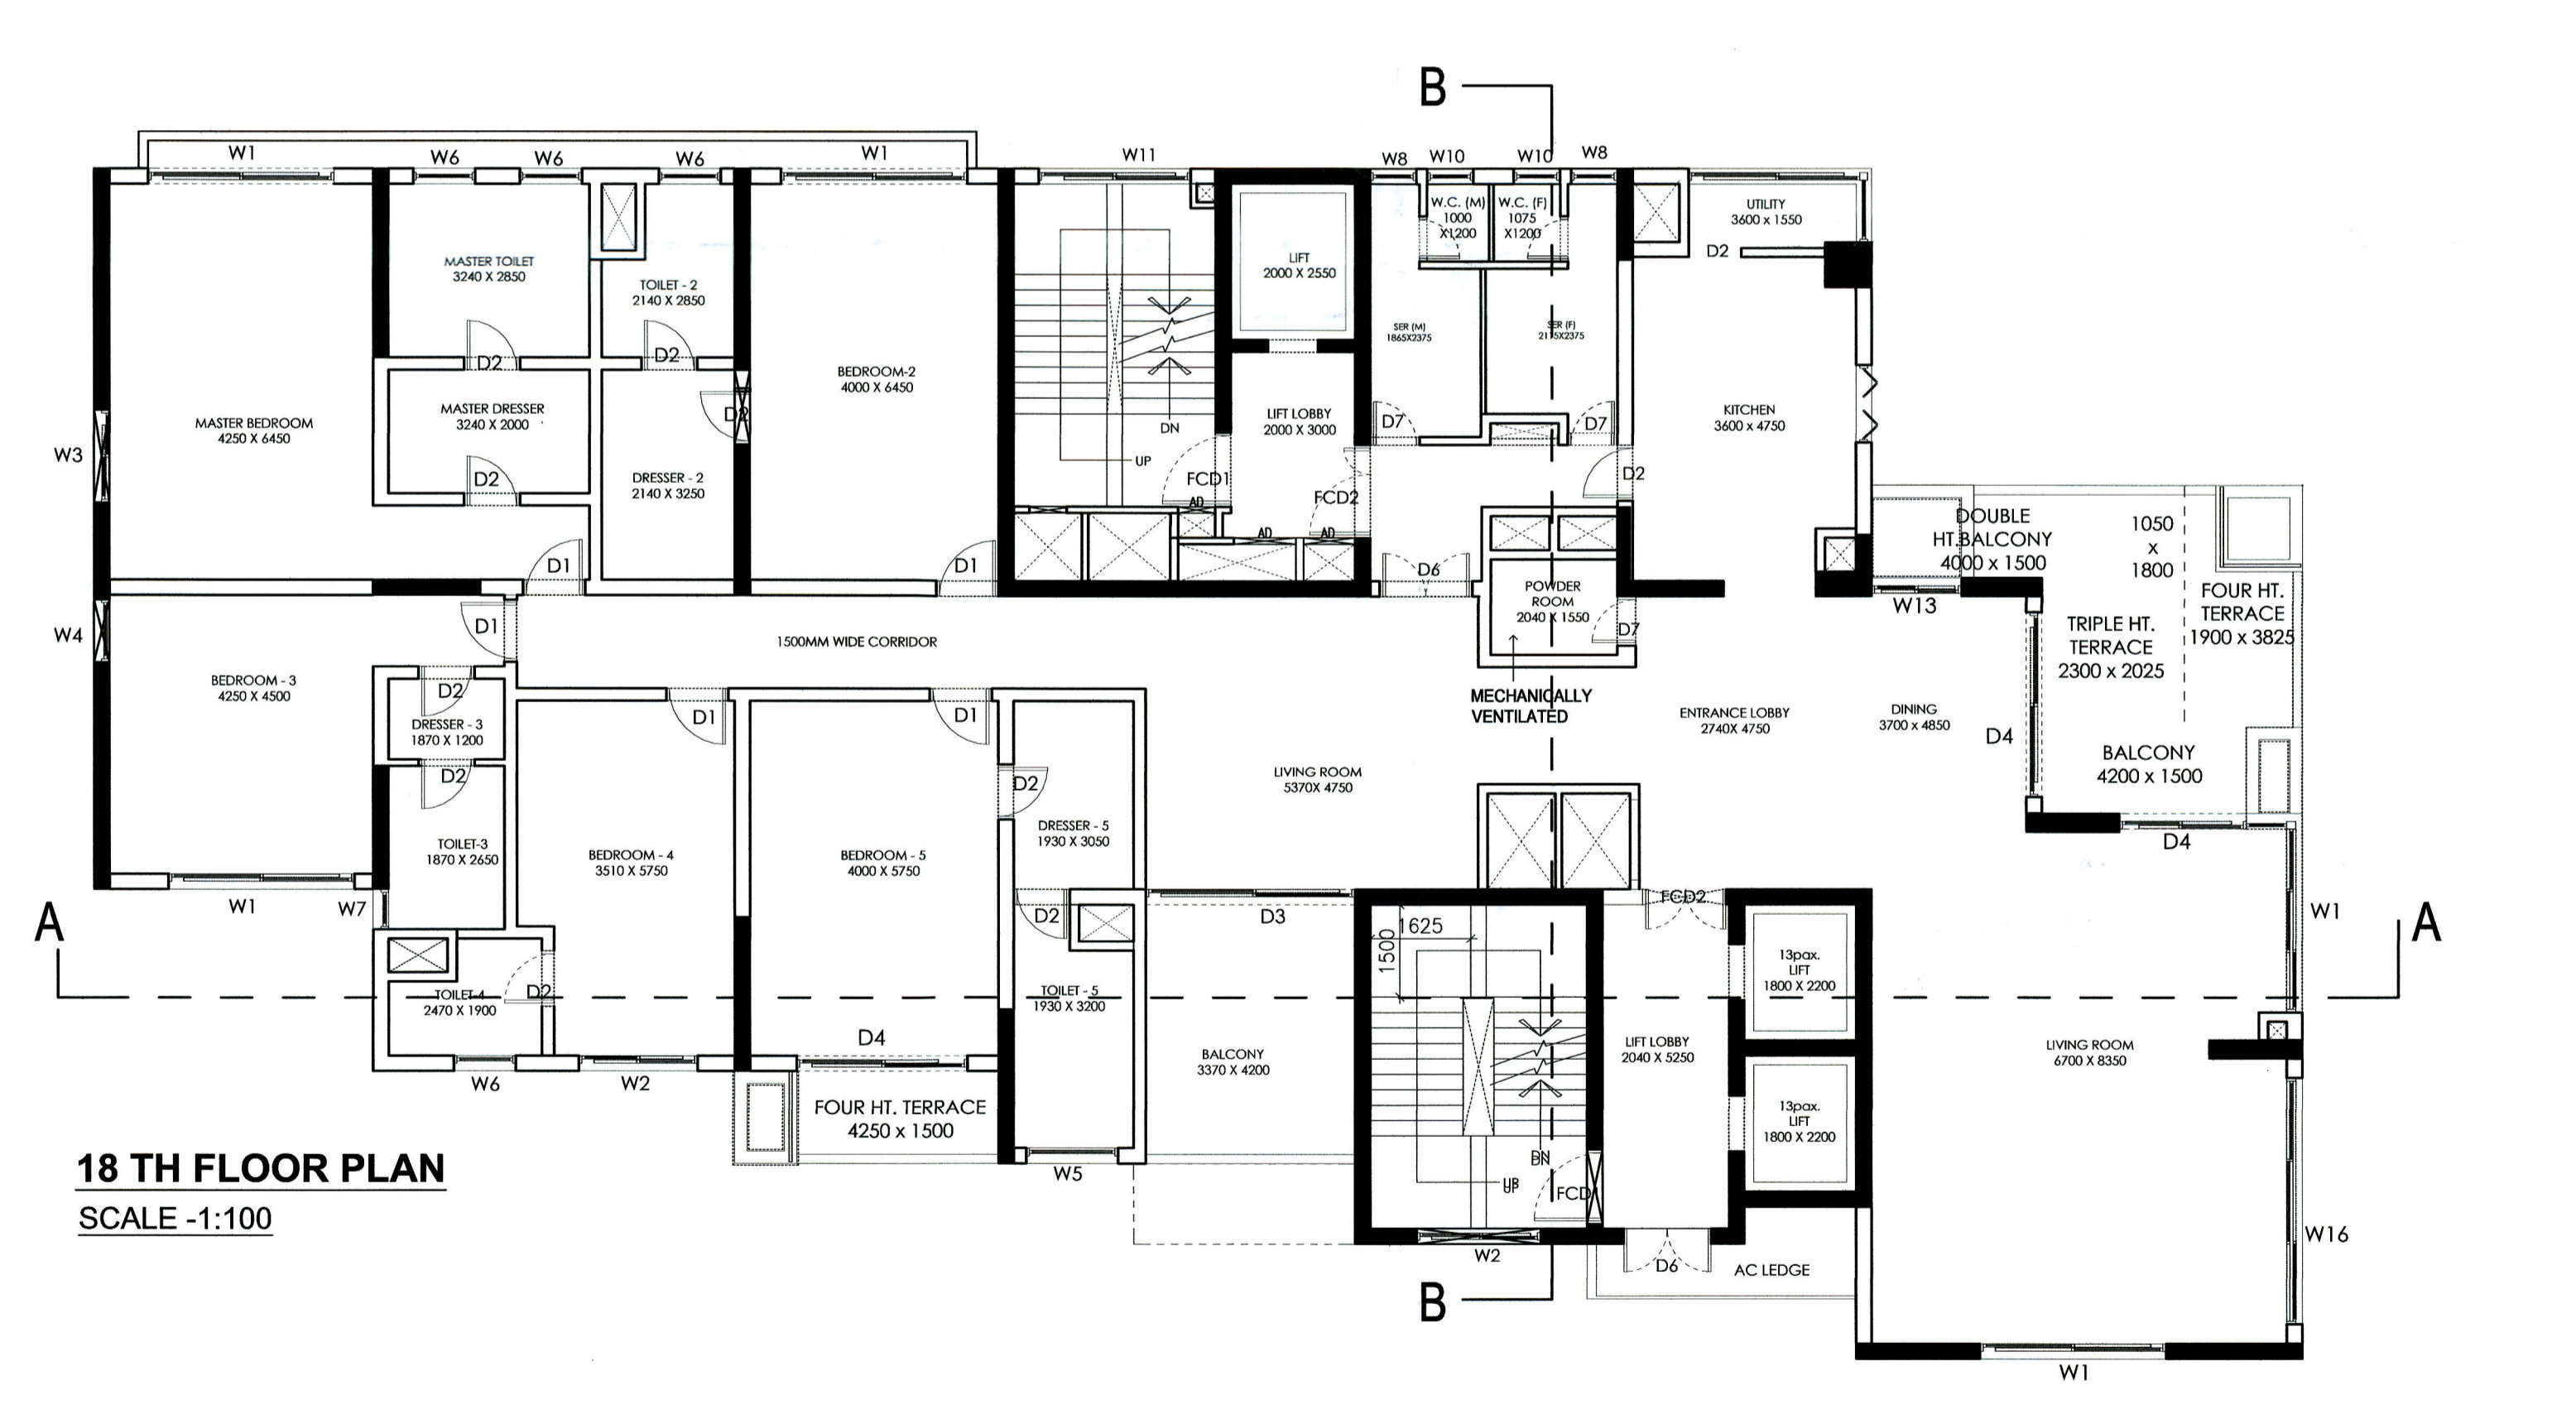 B
W1
W6
W6
W6
W1
W11
W8
W10
W10
W8
MASTER TOILET
3240 X 2850
TOILET - 2
2140 X 2850
D2
D2
MASTER BEDROOM
4250 X 6450
MASTER DRESSER
3240 X 2000
D2
DRESSER - 2
2140 X 3250
D2
BEDROOM-2
4000 X 6450
D1
D1
W3
W4
DN
UP
FCD1
AD
LIFT
2000 X 2550
LIFT LOBBY
2000 X 3000
FCD2
AD
AD
W.C. (M)
1000
X1200
W.C. (F)
1075
X1200
SER (M)
1865X2375
SER (F)
2115X2375
D7
D7
D6
UTILITY
3600 x 1550
D2
KITCHEN
3600 x 4750
D2
POWDER
ROOM
2040 X 1550
D7
MECHANICALLY
VENTILATED
DOUBLE
HT.BALCONY
4000 x 1500
W13
1050
x
1800
FOUR HT.
TERRACE
1900 x 3825
TRIPLE HT.
TERRACE
2300 x 2025
BALCONY
4200 x 1500
D4
D4
1500MM WIDE CORRIDOR
D1
BEDROOM - 3
4250 X 4500
D2
DRESSER - 3
1870 X 1200
D2
TOILET-3
1870 X 2650
W1
W7
D1
BEDROOM - 4
3510 X 5750
D1
BEDROOM - 5
4000 X 5750
D2
DRESSER - 5
1930 X 3050
D2
LIVING ROOM
5370X 4750
ENTRANCE LOBBY
2740X 4750
DINING
3700 x 4850
A
TOILET-4
2470 X 1900
D2
W6
W2
D4
FOUR HT. TERRACE
4250 x 1500
TOILET - 5
1930 X 3200
W5
D3
BALCONY
3370 X 4200
1625
1500
DN
UP
FCD
W2
FCD2
LIFT LOBBY
2040 X 5250
13pax.
LIFT
1800 X 2200
13pax.
LIFT
1800 X 2200
D6
AC LEDGE
LIVING ROOM
6700 X 8350
W1
A
W16
W1
B
18 TH FLOOR PLAN
SCALE -1:100